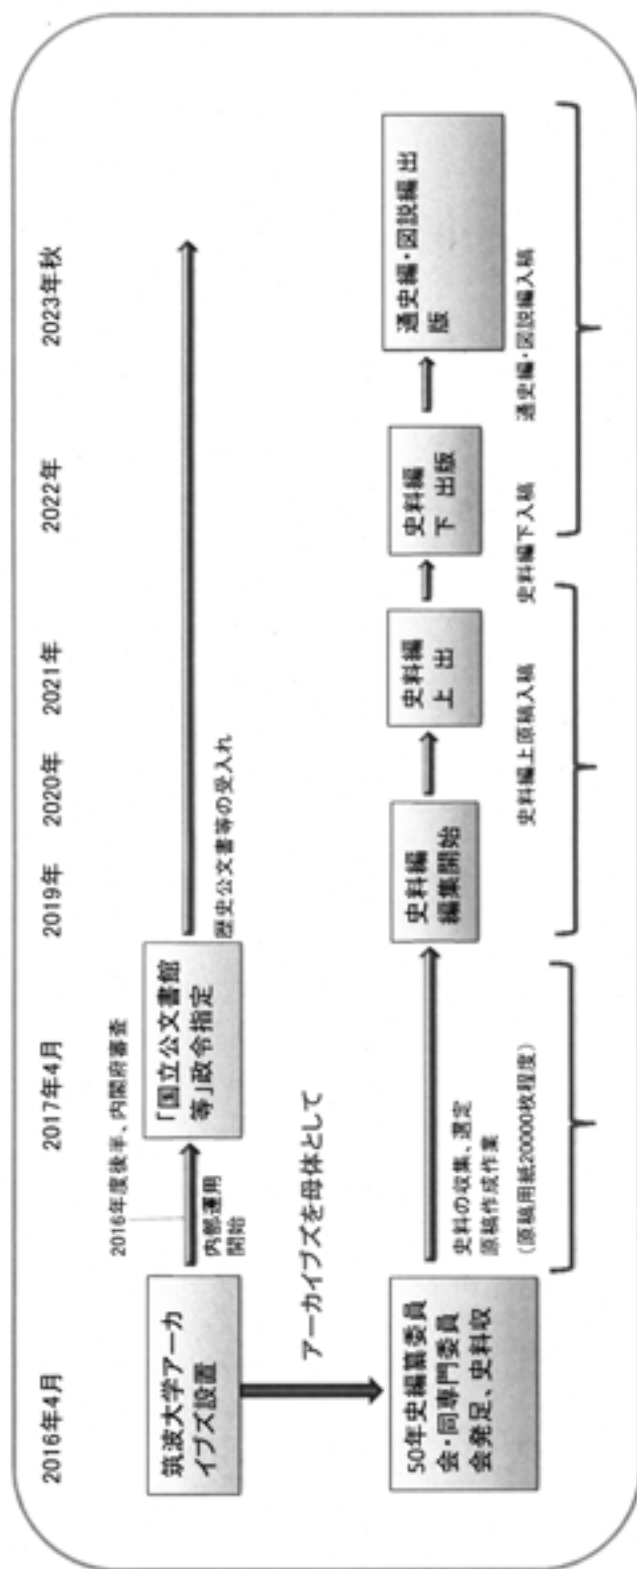 2016年4月
2017年4月
2019年
2020年
2021年
2022年
2023年秋
2016年度後半、内閣府審査
筑波大学アーカ
イブズ設置
内部運用
開始
「国立公文書館
等」政令指定
歴史公文書等の受入れ
アーカイブズを母体として
50年史編纂委員
会・同専門委員
会発足、史料収
史料の収集、選定
原稿作成作業
(原稿用紙20000枚程度)
史料編
編集開始
史料編
上 出
史料編
下 出版
通史編・図説編 出
版
史料編上原稿入稿
史料編下入稿
通史編・図説編入稿